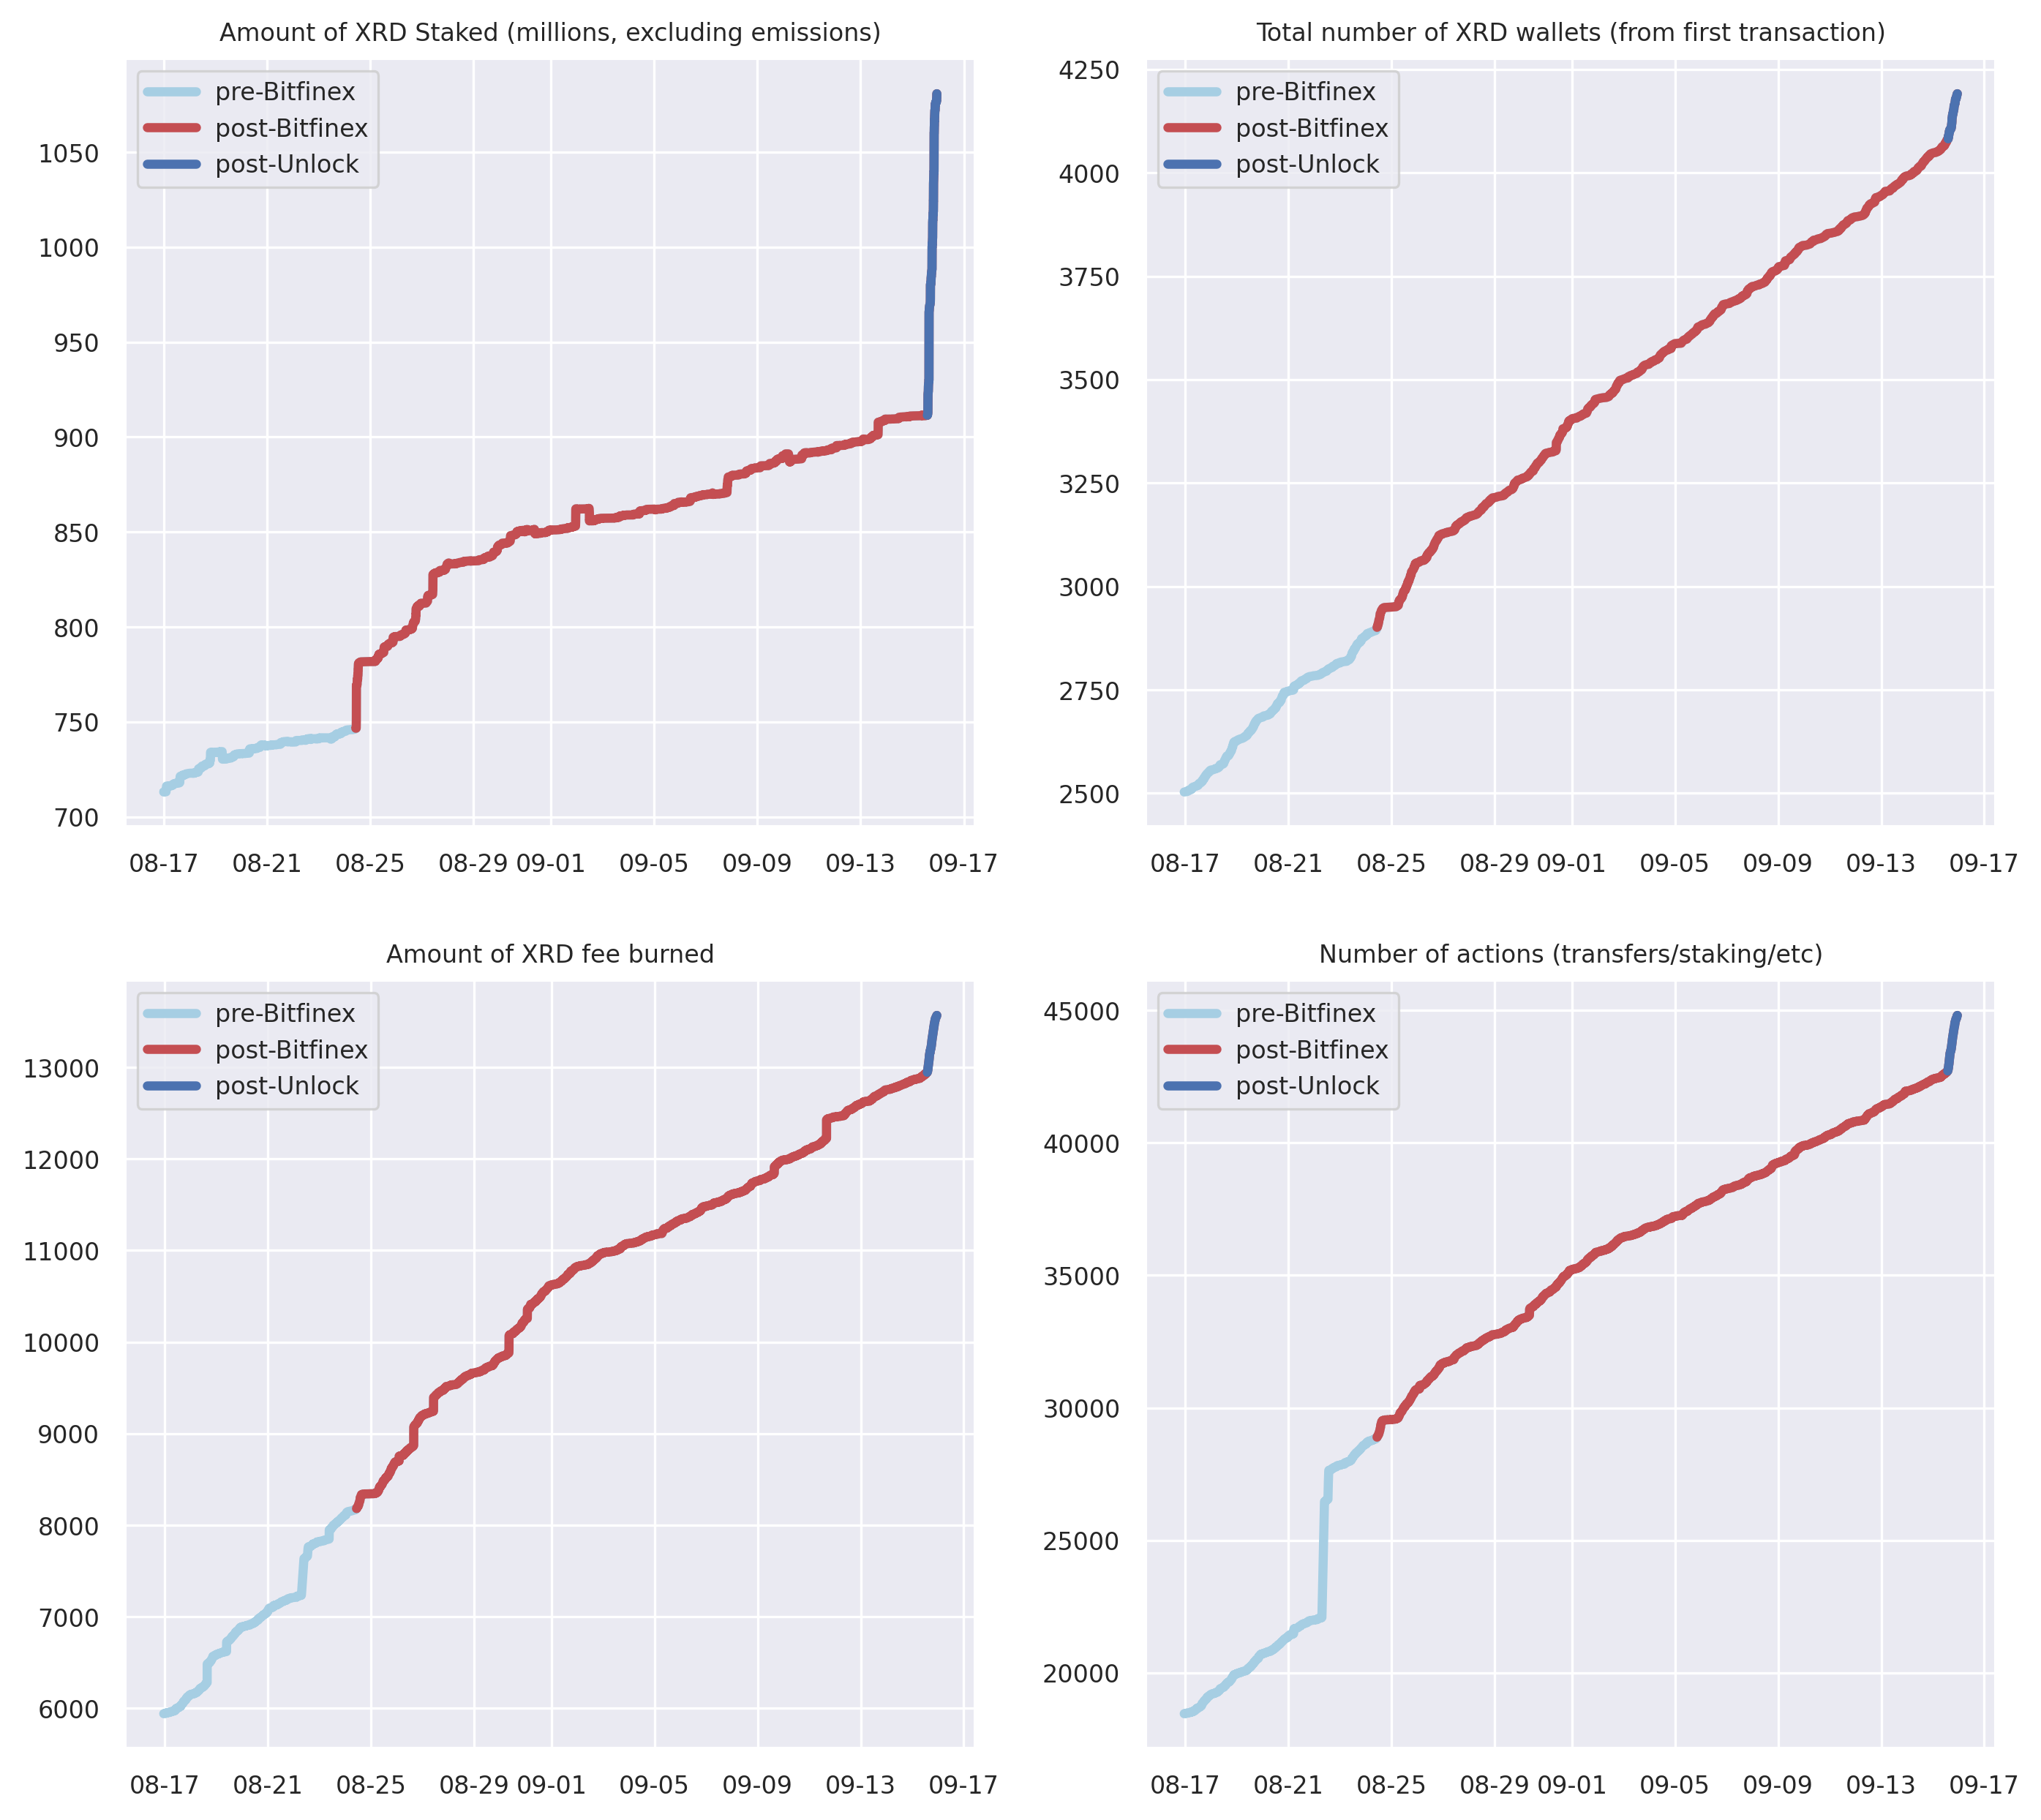 Amount of XRD Staked (millions, excluding emissions)
pre-Bitfinex
post-Bitfinex
post-Unlock
1050
1000
950
900
850
800
750
700
08-17 08-21 08-25 08-29 09-01 09-05 09-09 09-13 09-17
Total number of XRD wallets (from first transaction)
pre-Bitfinex
post-Bitfinex
post-Unlock
4250
4000
3750
3500
3250
3000
2750
2500
08-17 08-21 08-25 08-29 09-01 09-05 09-09 09-13 09-17
Amount of XRD fee burned
pre-Bitfinex
post-Bitfinex
post-Unlock
13000
12000
11000
10000
9000
8000
7000
6000
08-17 08-21 08-25 08-29 09-01 09-05 09-09 09-13 09-17
Number of actions (transfers/staking/etc)
pre-Bitfinex
post-Bitfinex
post-Unlock
45000
40000
35000
30000
25000
20000
08-17 08-21 08-25 08-29 09-01 09-05 09-09 09-13 09-17